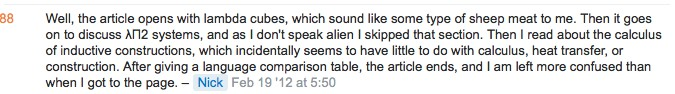 88 Well, the article opens with lambda cubes, which sound like some type of sheep meat to me. Then it goes
on to discuss λΠ2 systems, and as I don't speak alien I skipped that section. Then I read about the calculus
of inductive constructions, which incidentally seems to have little to do with calculus, heat transfer, or
construction. After giving a language comparison table, the article ends, and I am left more confused than
when I got to the page. – Nick Feb 19 '12 at 5:50